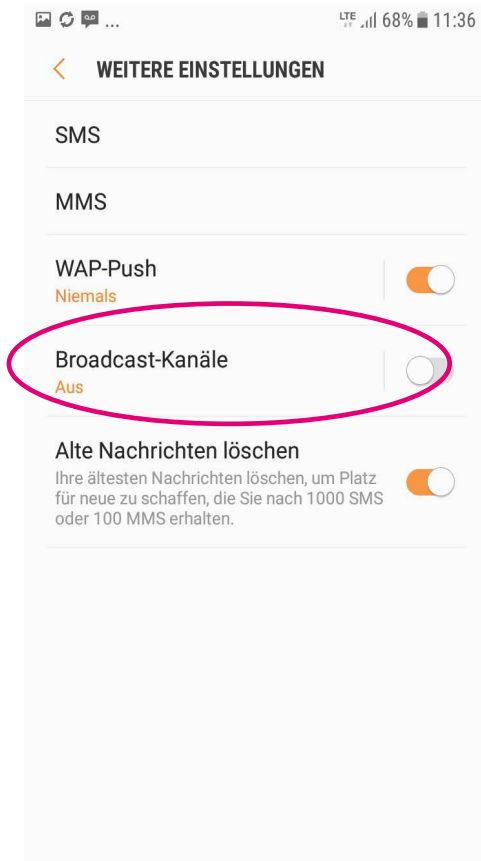 ... LTE 68% 11:36
WEITERE EINSTELLUNGEN
SMS
MMS
WAP-Push
Niemals
Broadcast-Kanäle
Aus
Alte Nachrichten löschen
Ihre ältesten Nachrichten löschen, um Platz
für neue zu schaffen, die Sie nach 1000 SMS
oder 100 MMS erhalten.